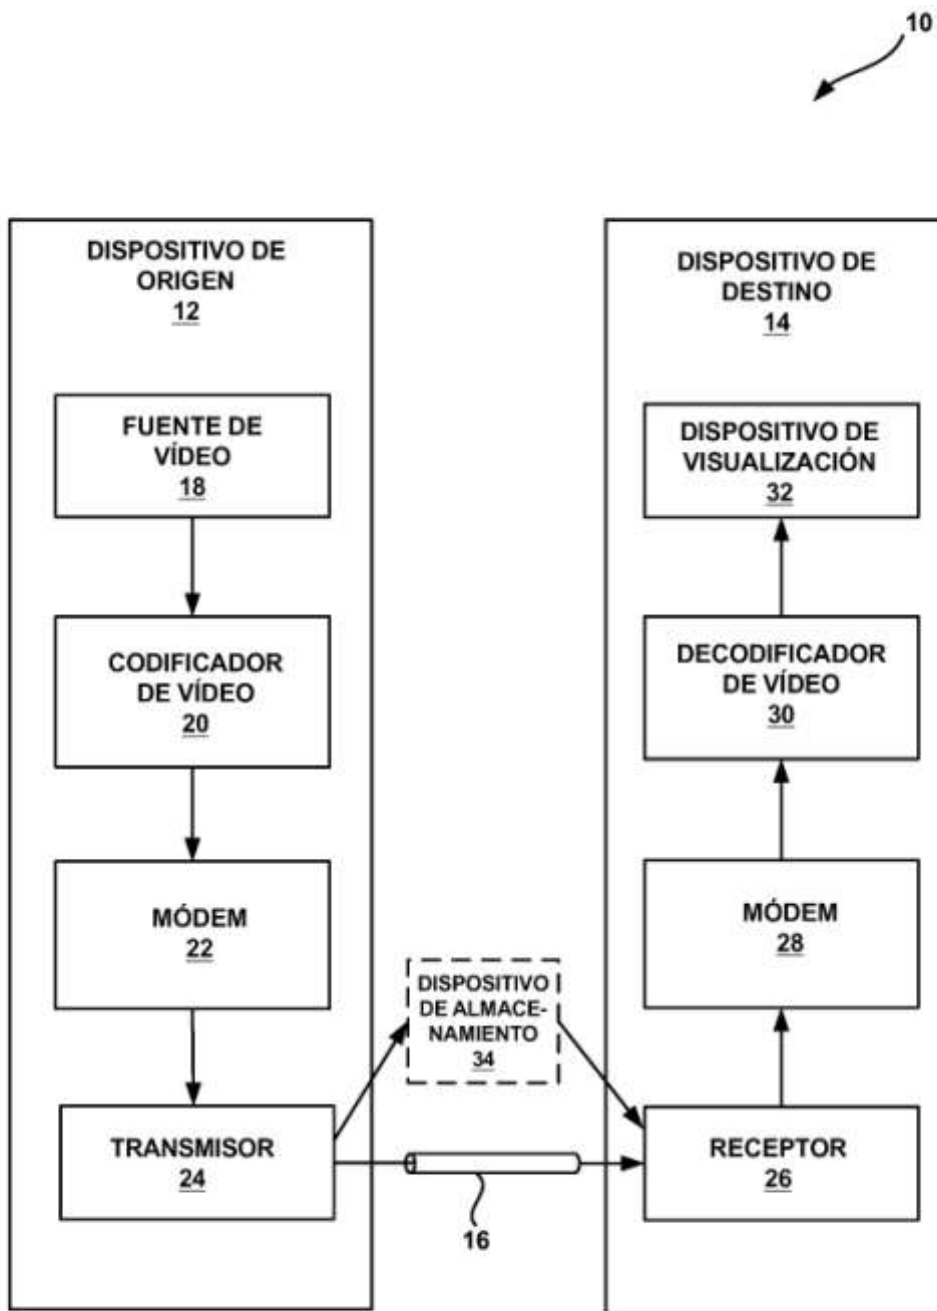 10
DISPOSITIVO DE
ORIGEN
12
FUENTE DE
VÍDEO
18
CODIFICADOR
DE VÍDEO
20
MÓDEM
22
TRANSMISOR
24
DISPOSITIVO
DE ALMACE-
NAMIENTO
34
16
DISPOSITIVO DE
DESTINO
14
DISPOSITIVO DE
VISUALIZACIÓN
32
DECODIFICADOR
DE VÍDEO
30
MÓDEM
28
RECEPTOR
26